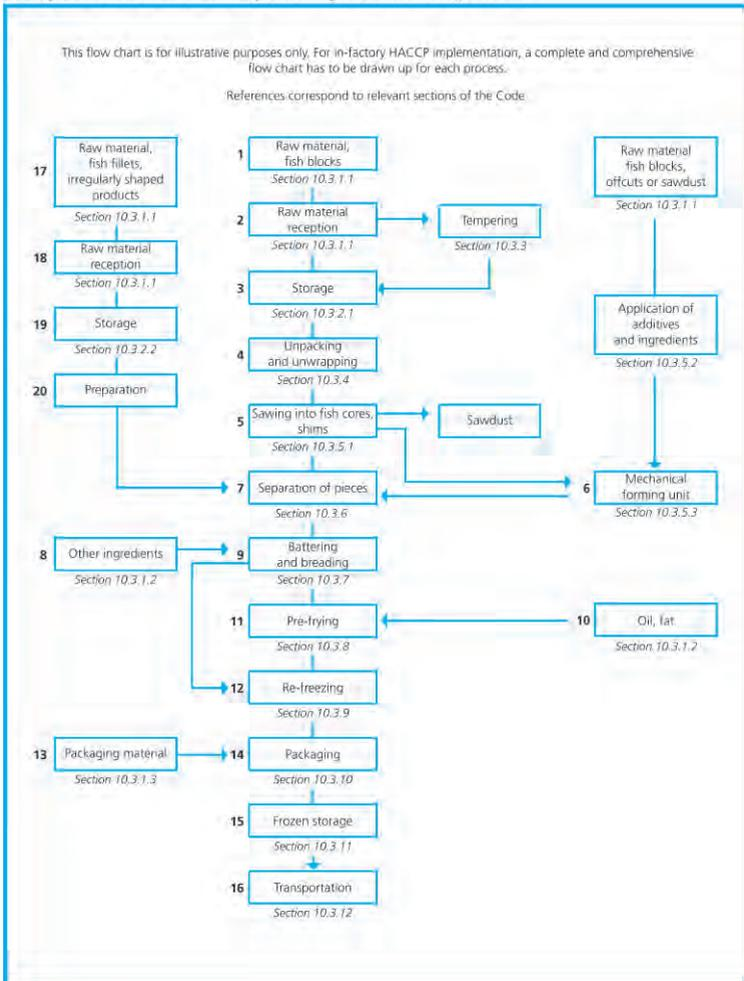 This flow chart is for illustrative purposes only. For in-factory HACCP implementation, a complete and comprehensive
flow chart has to be drawn up for each process.
References correspond to relevant sections of the Code
17
Raw material,
fish fillets,
irregularly shaped
products
Section 10.3.1.1
1
Raw material,
fish blocks
Section 10.3.1.1
Raw material
fish blocks,
offcuts or sawdust
Section 10.3.1.1
18
Raw material
reception
Section 10.3.1.1
2
Raw material
reception
Section 10.3.1.1
Tempering
Section 10.3.3
19
Storage
Section 10.3.2.2
3
Storage
Section 10.3.2.1
Application of
additives
and ingredients
Section 10.3.5.2
20
Preparation
4
Unpacking
and unwrapping
Section 10.3.4
5
Sawing into fish cores,
shims
Section 10.3.5.1
Sawdust
7
Separation of pieces
Section 10.3.6
6
Mechanical
forming unit
Section 10.3.5.3
8
Other ingredients
Section 10.3.1.2
9
Battering
and breading
Section 10.3.7
11
Pre-frying
Section 10.3.8
10
Oil, fat
Section 10.3.1.2
12
Re-freezing
Section 10.3.9
13
Packaging material
Section 10.3.1.3
14
Packaging
Section 10.3.10
15
Frozen storage
Section 10.3.11
16
Transportation
Section 10.3.12